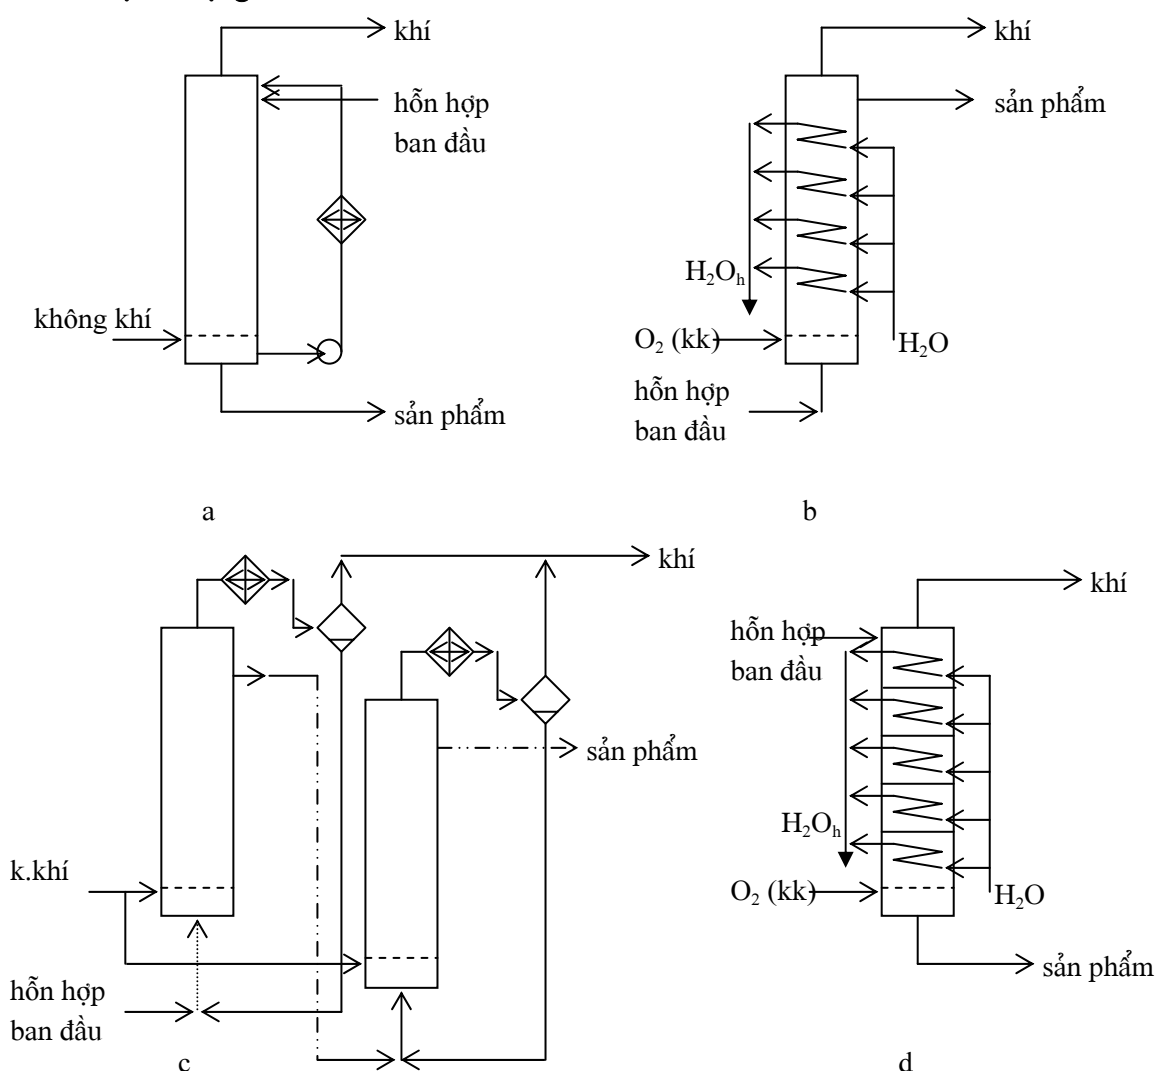 khí
hỗn hợp
ban đầu
không khí
sản phẩm
a
khí
sản phẩm
H₂Oₕ
O₂ (kk)
H₂O
hỗn hợp
ban đầu
b
khí
sản phẩm
k.khí
hỗn hợp
ban đầu
c
khí
hỗn hợp
ban đầu
H₂Oₕ
O₂ (kk)
H₂O
sản phẩm
d